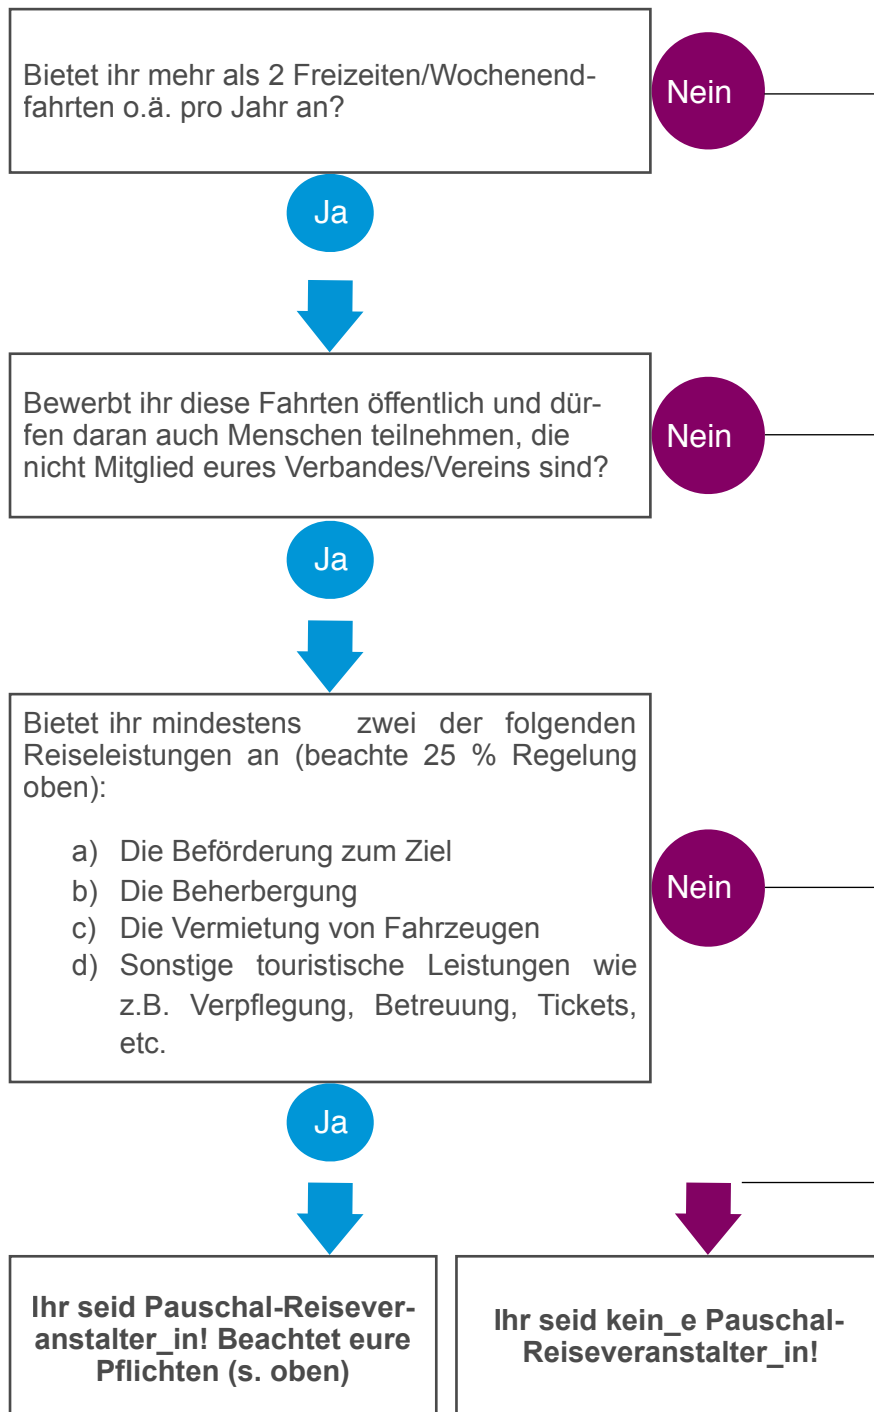 Bietet ihr mehr als 2 Freizeiten/Wochenend-
fahrten o.ä. pro Jahr an?
Nein
Ja
Bewerbt ihr diese Fahrten öffentlich und dür-
fen daran auch Menschen teilnehmen, die
nicht Mitglied eures Verbandes/Vereins sind?
Nein
Ja
Bietet ihr mindestens zwei der folgenden
Reiseleistungen an (beachte 25 % Regelung
oben):
a) Die Beförderung zum Ziel
b) Die Beherbergung
c) Die Vermietung von Fahrzeugen
d) Sonstige touristische Leistungen wie
z.B. Verpflegung, Betreuung, Tickets,
etc.
Nein
Ja
Ihr seid Pauschal-Reisever-
anstalter_in! Beachtet eure
Pflichten (s. oben)
Ihr seid kein_e Pauschal-
Reiseveranstalter_in!